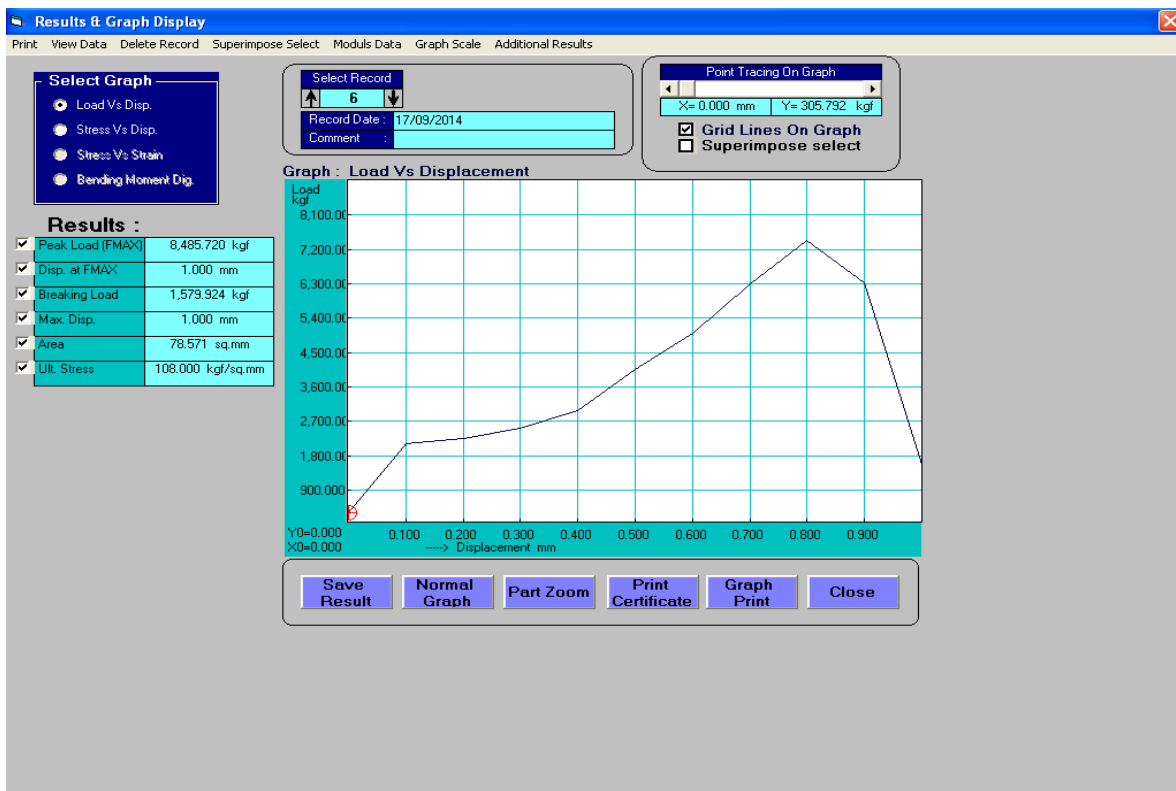 Results & Graph Display
Print View Data Delete Record Superimpose Select Moduls Data Graph Scale Additional Results
Select Graph
Load Vs Disp.
Stress Vs Disp.
Stress Vs Strain
Bending Moment Dig.
Select Record
6
Record Date : 17/09/2014
Comment :
Point Tracing On Graph
X= 0.000 mm Y= 305.792 kgf
Grid Lines On Graph
Superimpose select
Results :
Peak Load (FMAX) 8,485.720 kgf
Disp. at FMAX 1.000 mm
Breaking Load 1,579.924 kgf
Max. Disp. 1.000 mm
Area 78.571 sq.mm
Ult. Stress 108.000 kgf/sq.mm
Graph : Load Vs Displacement
Load
kgf
8,100.00
7,200.00
6,300.00
5,400.00
4,500.00
3,600.00
2,700.00
1,800.00
900.000
Y0=0.000
X0=0.000
0.100 0.200 0.300 0.400 0.500 0.600 0.700 0.800 0.900
----> Displacement mm
Save Result
Normal Graph
Part Zoom
Print Certificate
Graph Print
Close